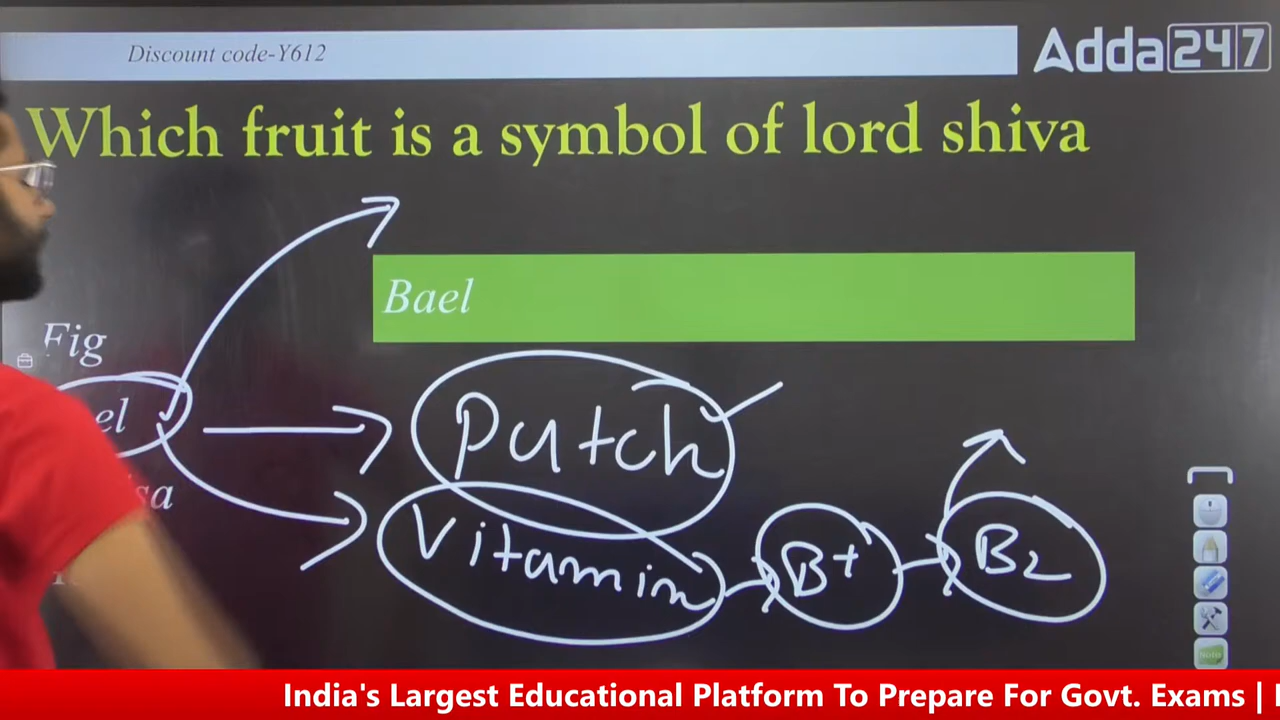 Discount code-Y612
Adda247
Which fruit is a symbol of lord shiva
Bael
Fig
el
sa
Putch
Vitamin
B+
B2
India's Largest Educational Platform To Prepare For Govt. Exams |